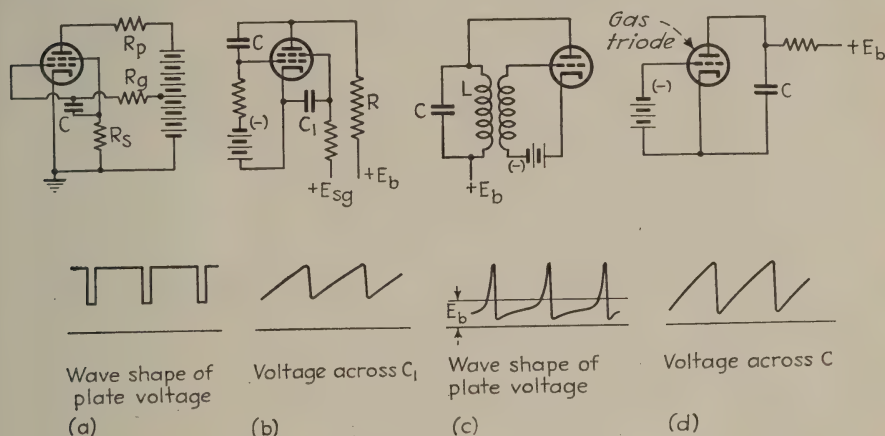 Gas
triode
Rp
Rg
C
Rs
C
(-)
C1
R
+Esg
+Eb
C
L
(-)
+Eb
(-)
C
+Eb
Eb
Wave shape of
plate voltage
(a)
Voltage across C1
(b)
Wave shape of
plate voltage
(c)
Voltage across C
(d)